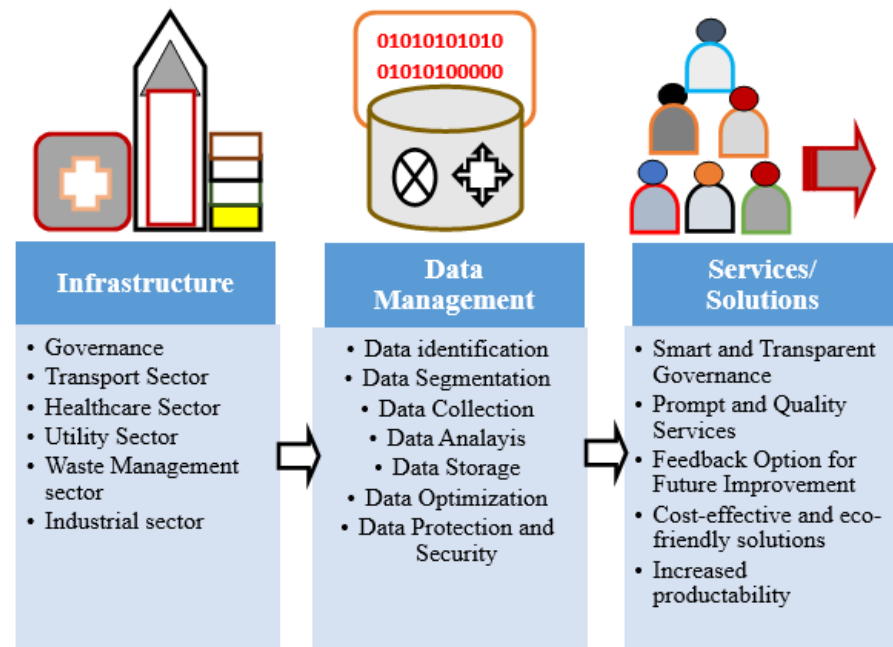 01010101010
01010100000
Infrastructure
• Governance
• Transport Sector
• Healthcare Sector
• Utility Sector
• Waste Management
sector
• Industrial sector
Data
Management
• Data identification
• Data Segmentation
• Data Collection
• Data Analayis
• Data Storage
• Data Optimization
• Data Protection and
Security
Services/
Solutions
• Smart and Transparent
Governance
• Prompt and Quality
Services
• Feedback Option for
Future Improvement
• Cost-effective and eco-
friendly solutions
• Increased
productability